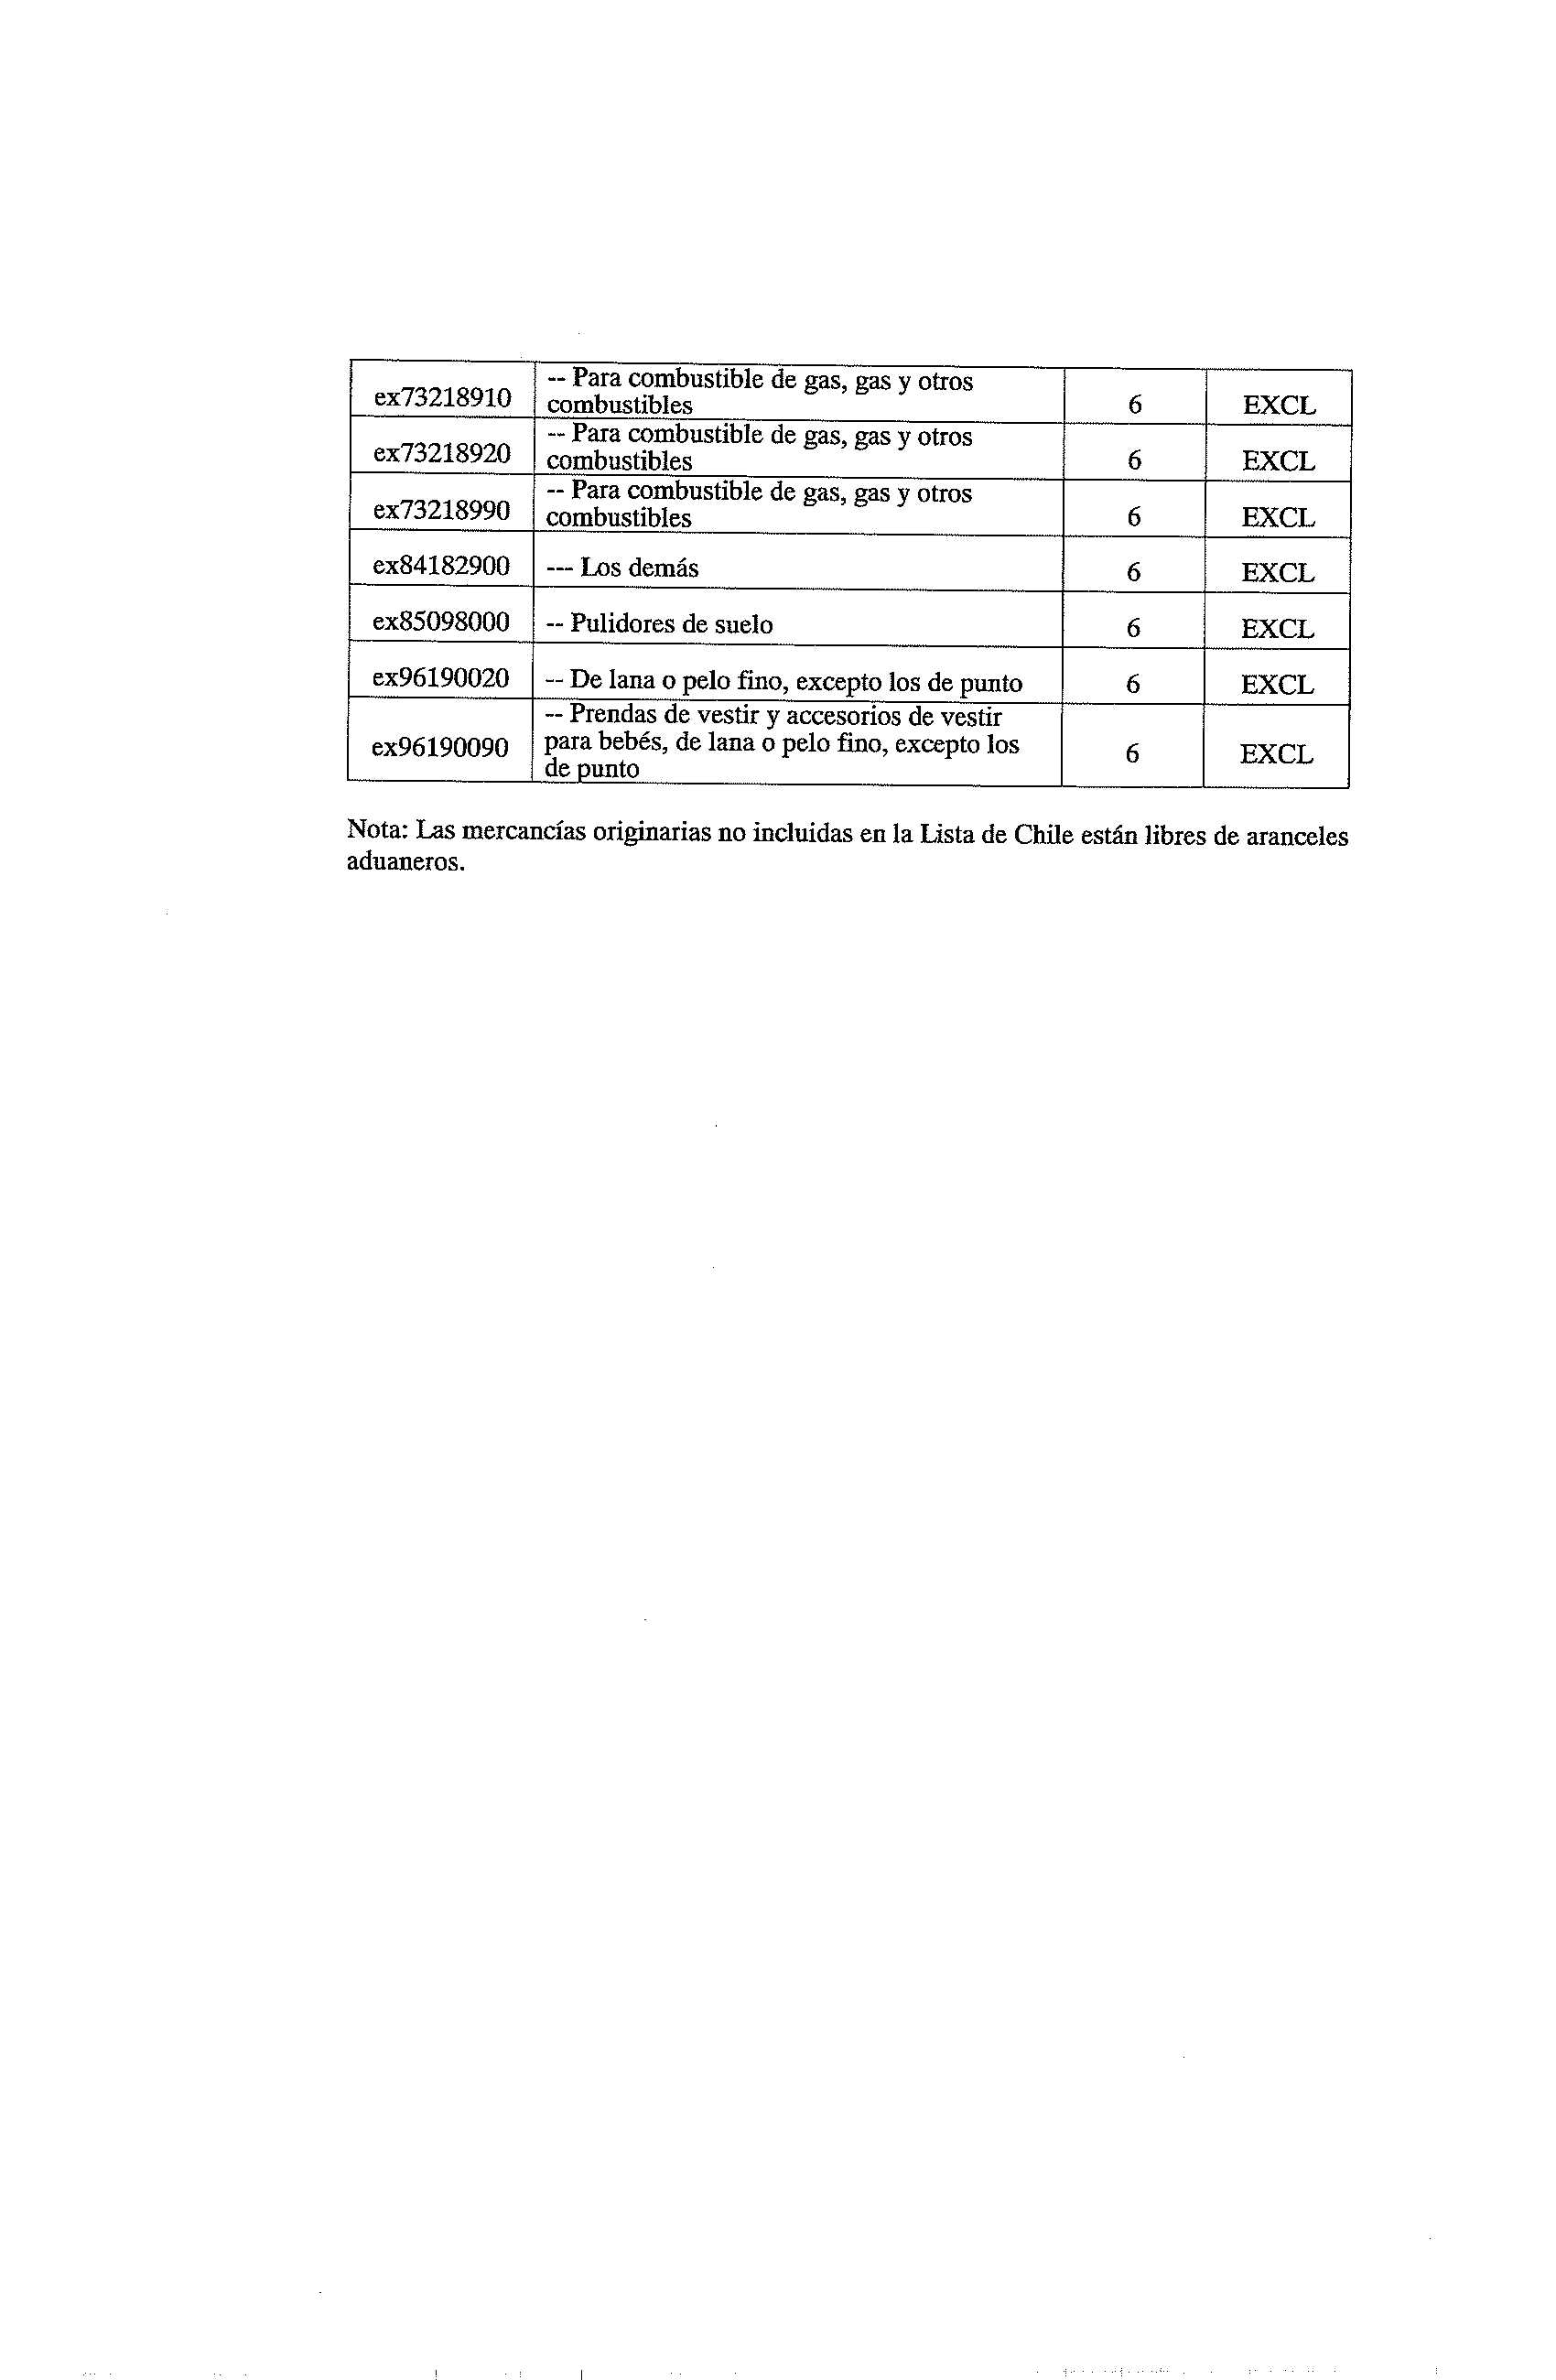 ex73218910 -- Para combustible de gas, gas y otros
combustibles 6 EXCL
ex73218920 -- Para combustible de gas, gas y otros
combustibles 6 EXCL
ex73218990 -- Para combustible de gas, gas y otros
combustibles 6 EXCL
ex84182900 --- Los demás 6 EXCL
ex85098000 -- Pulidores de suelo 6 EXCL
ex96190020 -- De lana o pelo fino, excepto los de punto 6 EXCL
-- Prendas de vestir y accesorios de vestir
ex96190090 para bebés, de lana o pelo fino, excepto los 6 EXCL
de punto
Nota: Las mercancías originarias no incluidas en la Lista de Chile están libres de aranceles
aduaneros.